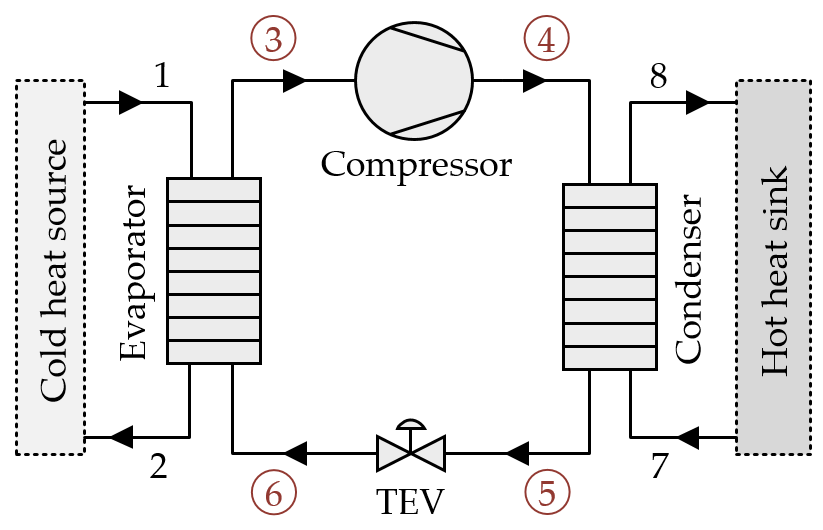 3
4
1
8
Compressor
Cold heat source
Evaporator
Condenser
Hot heat sink
2
6
TEV
5
7